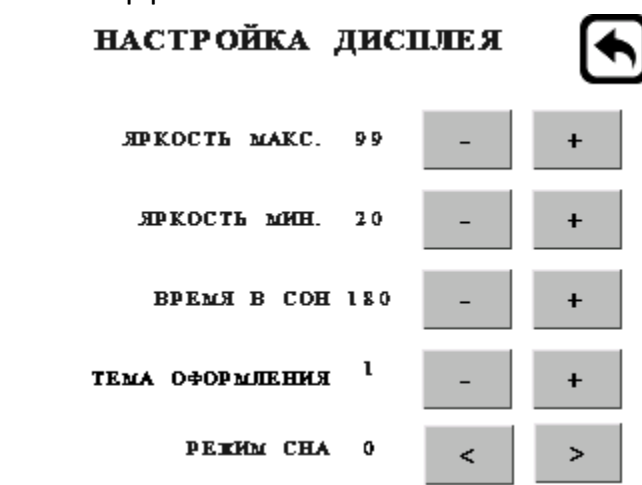 НАСТРОЙКА ДИСПЛЕЯ
ЯРКОСТЬ МАКС. 99 - +
ЯРКОСТЬ МИН. 20 - +
ВРЕМЯ В СОН 180 - +
ТЕМА ОФОРМЛЕНИЯ 1 - +
РЕЖИМ СНА 0 < >